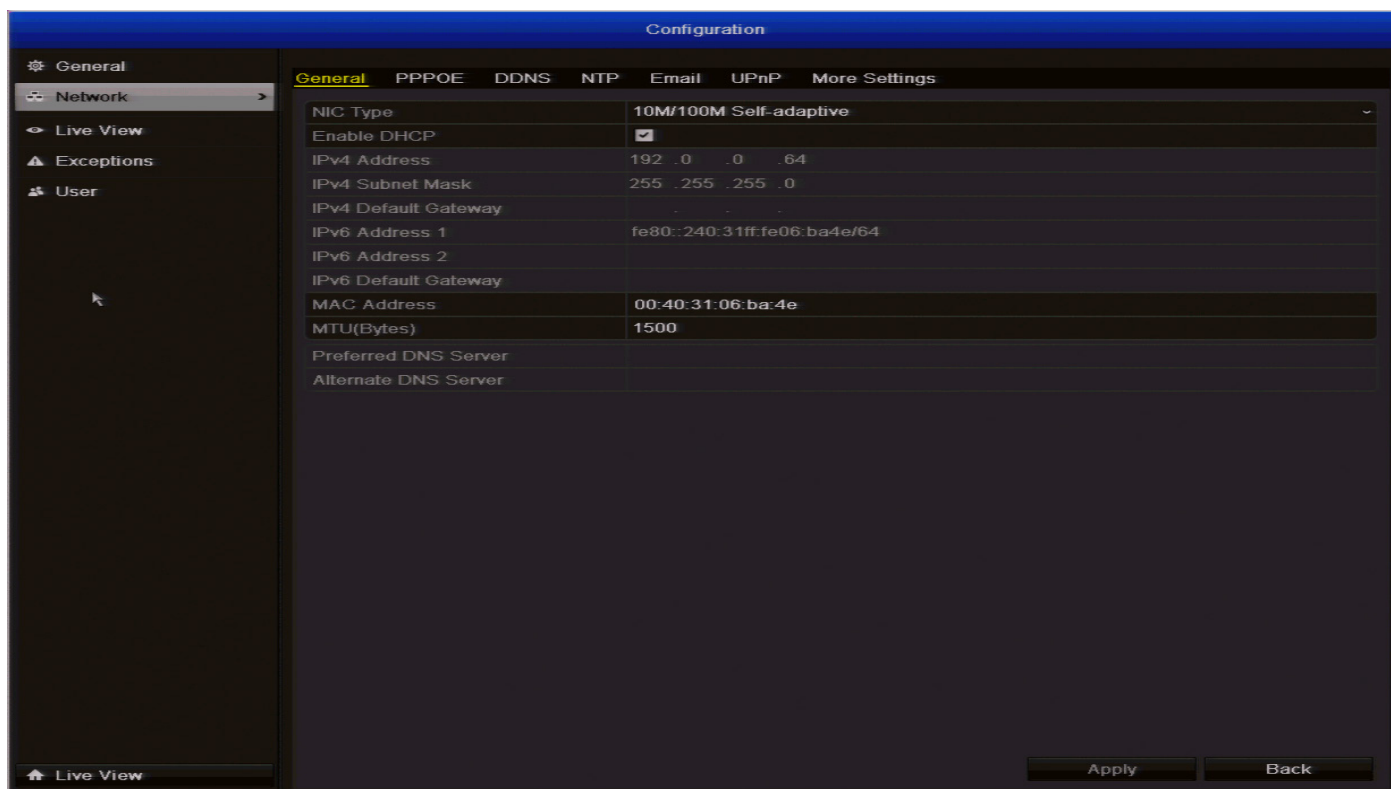 Configuration
General
Network
Live View
Exceptions
User
General PPPOE DDNS NTP Email UPnP More Settings
NIC Type 10M/100M Self-adaptive
Enable DHCP
IPv4 Address 192 .0 .0 .64
IPv4 Subnet Mask 255 .255 .255 .0
IPv4 Default Gateway . . .
IPv6 Address 1 fe80::240:31ff:fe06:ba4e/64
IPv6 Address 2
IPv6 Default Gateway
MAC Address 00:40:31:06:ba:4e
MTU(Bytes) 1500
Preferred DNS Server
Alternate DNS Server
Live View
Apply Back